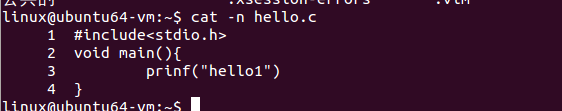 linux@ubuntu64-vm:~$ cat -n hello.c
     1  #include<stdio.h>
     2  void main(){
     3          prinf("hello1")
     4  }
linux@ubuntu64-vm:~$